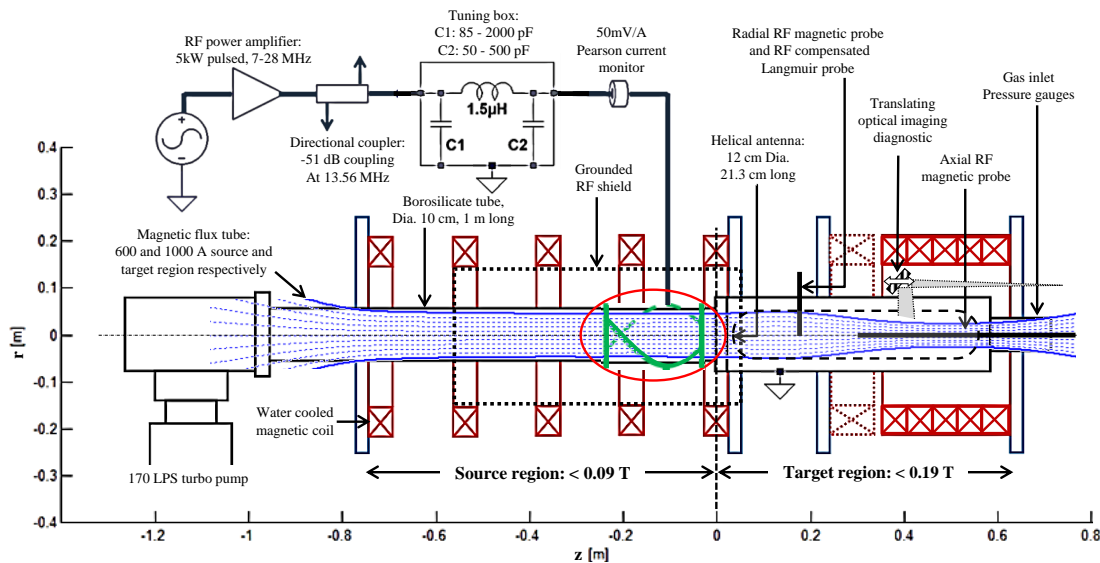 Tuning box:
C1: 85 - 2000 pF
C2: 50 - 500 pF
RF power amplifier:
5kW pulsed, 7-28 MHz
50mV/A
Pearson current
monitor
Radial RF magnetic probe
and RF compensated
Langmuir probe
Gas inlet
Pressure gauges
Translating
optical imaging
diagnostic
1.5µH
C1
C2
Directional coupler:
-51 dB coupling
At 13.56 MHz
Helical antenna:
12 cm Dia.
21.3 cm long
Axial RF
magnetic probe
Grounded
RF shield
Borosilicate tube,
Dia. 10 cm, 1 m long
Magnetic flux tube:
600 and 1000 A source and
target region respectively
Water cooled
magnetic coil
170 LPS turbo pump
Source region: < 0.09 T
Target region: < 0.19 T
r [m]
0.4
0.3
0.2
0.1
0
-0.1
-0.2
-0.3
-0.4
-1.2
-1
-0.8
-0.6
-0.4
-0.2
0
0.2
0.4
0.6
0.8
z [m]